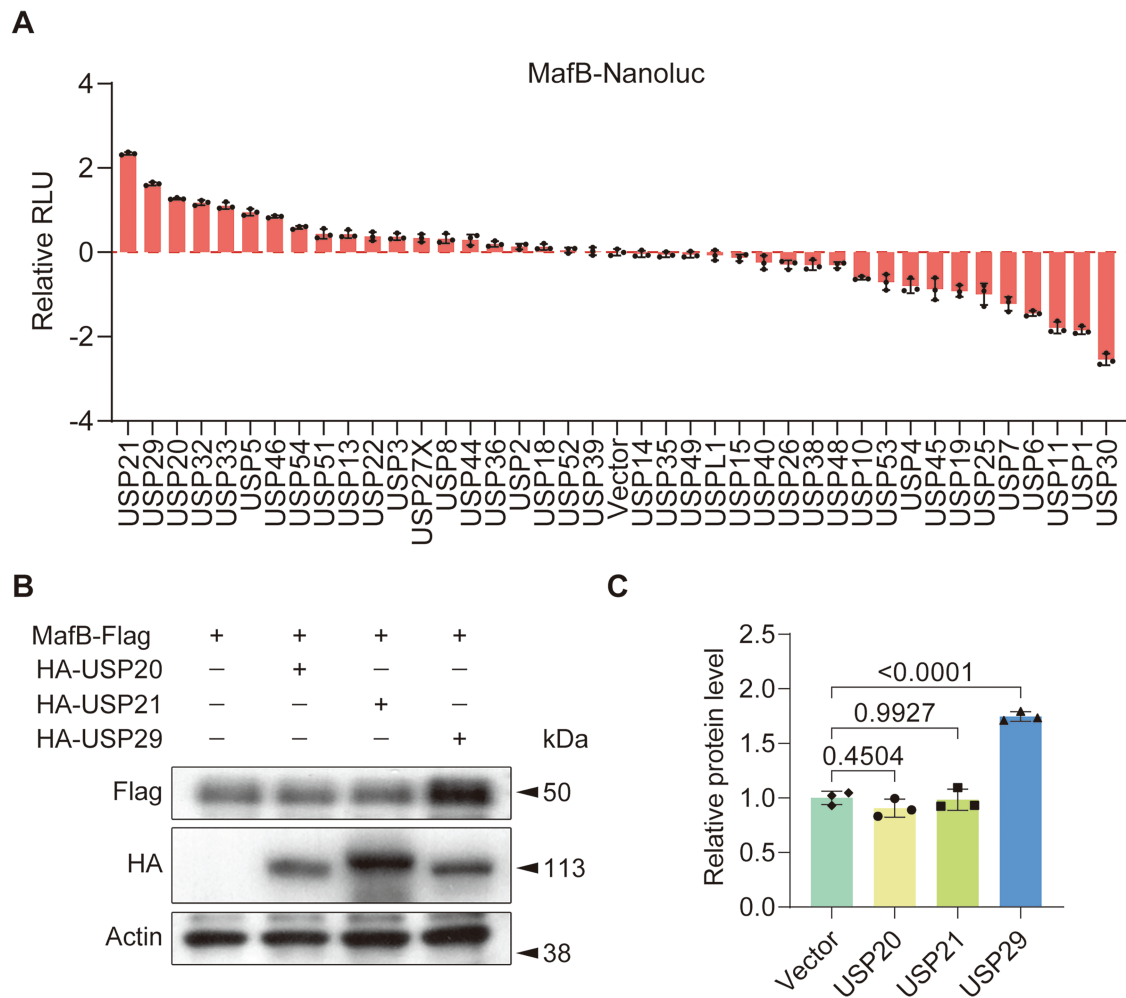 A
MafB-Nanoluc
Relative RLU
4
2
0
-2
-4
USP21 USP29 USP20 USP32 USP33 USP5 USP46 USP54 USP51 USP13 USP22 USP3 USP27X USP8 USP44 USP36 USP2 USP18 USP52 USP39 Vector USP14 USP35 USP49 USPL1 USP15 USP40 USP26 USP38 USP48 USP10 USP53 USP4 USP45 USP19 USP25 USP7 USP6 USP11 USP1 USP30
B
MafB-Flag + + + +
HA-USP20 – + – –
HA-USP21 – – + –
HA-USP29 – – – + kDa
Flag 50
HA 113
Actin 38
C
Relative protein level
2.5
2.0
1.5
1.0
0.5
0.0
<0.0001
0.9927
0.4504
Vector USP20 USP21 USP29